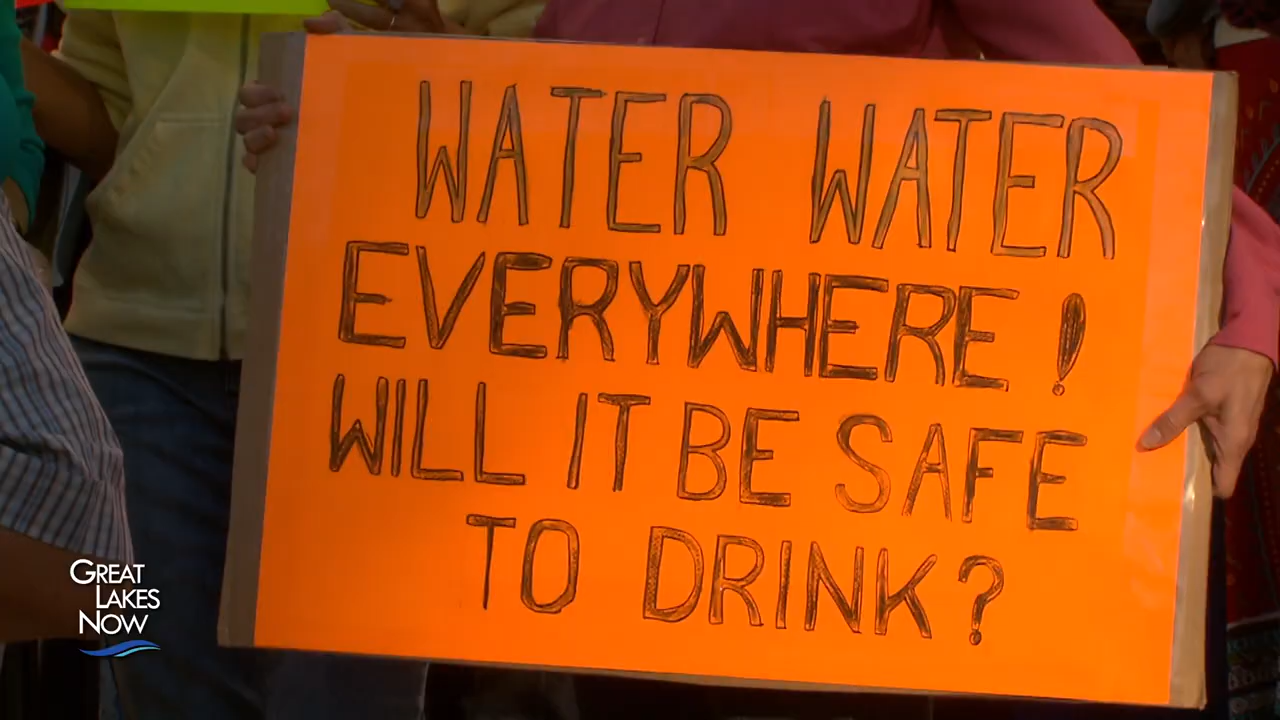 WATER WATER
EVERYWHERE!
WILL IT BE SAFE
TO DRINK?
GREAT
LAKES
NOW